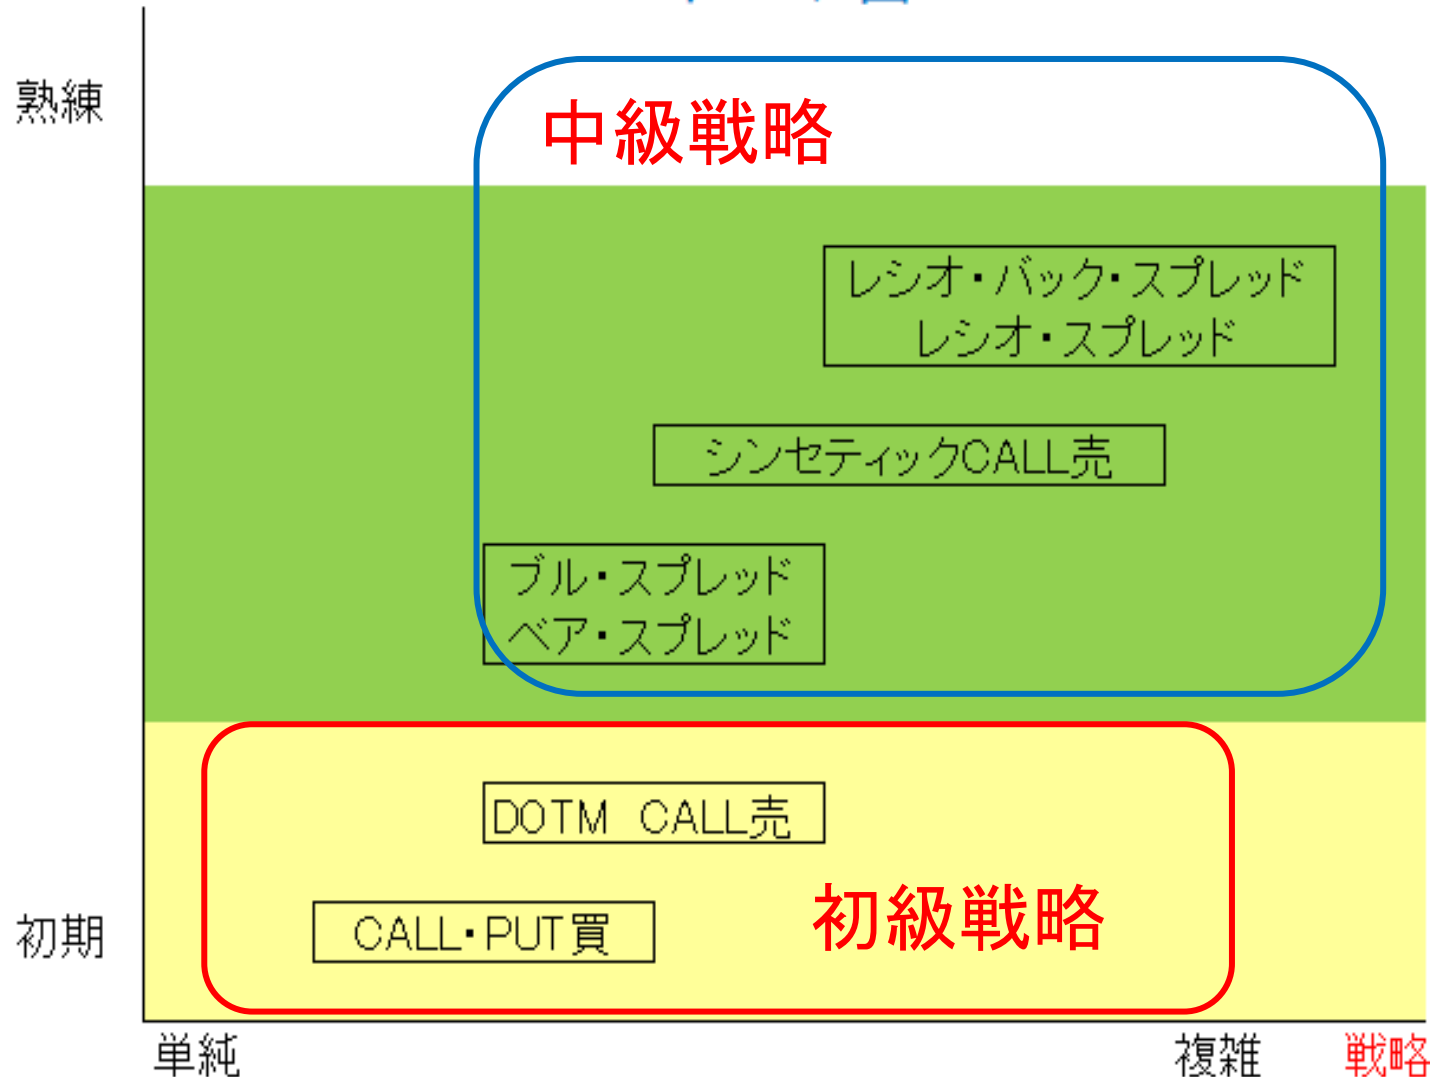 熟練
中級戦略
レシオ・バック・スプレッド
レシオ・スプレッド
シンセティックCALL売
ブル・スプレッド
ベア・スプレッド
DOTM　CALL売
初級戦略
初期
CALL・PUT買
単純
複雑
戦略